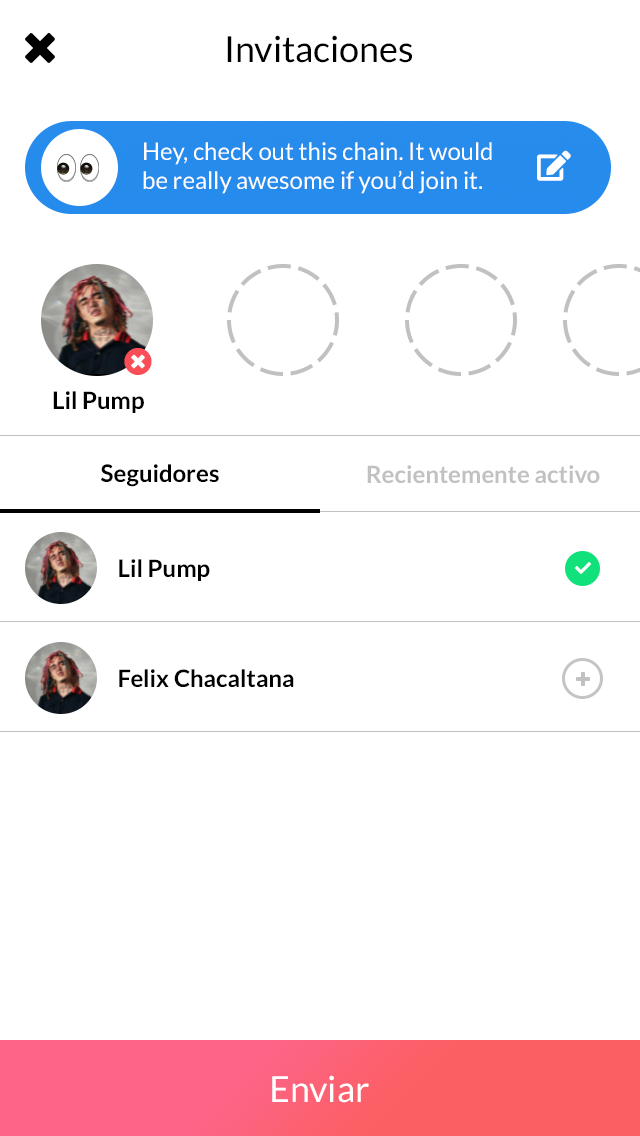 Invitaciones
Hey, check out this chain. It would
be really awesome if you’d join it.
Lil Pump
Seguidores
Recientemente activo
Lil Pump
Felix Chacaltana
Enviar